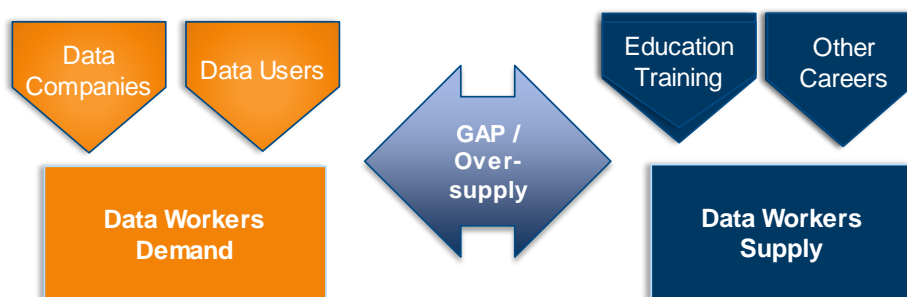 Data
Companies
Data Users
Education
Training
Other
Careers
GAP /
Over-
supply
Data Workers
Demand
Data Workers
Supply